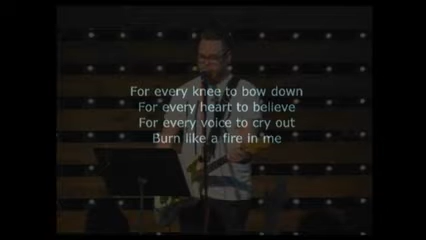 For every knee to bow down
For every heart to believe
For every voice to cry out
Burn like a fire in me